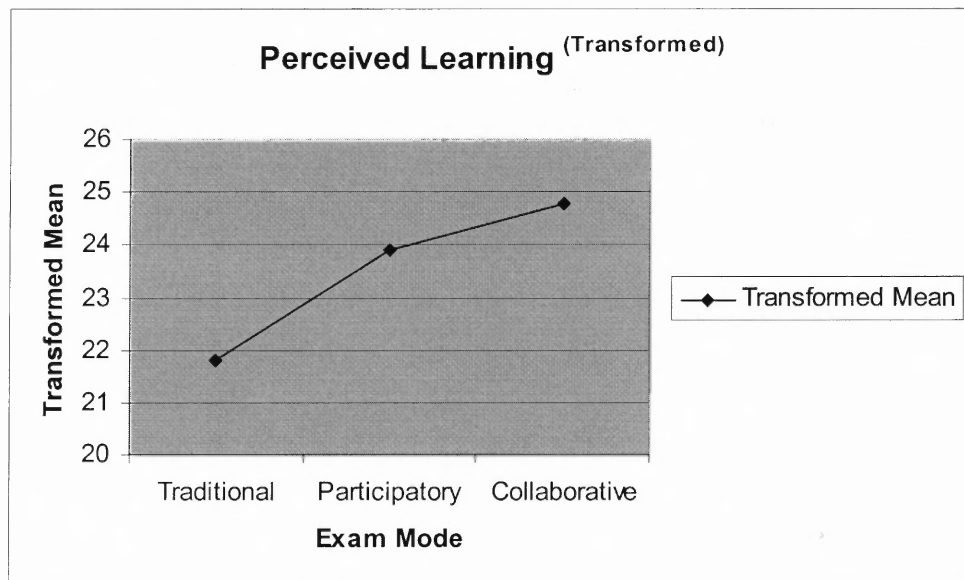 Perceived Learning (Transformed)
26
25
24
23
22
21
20
Transformed Mean
Traditional Participatory Collaborative
Exam Mode
Transformed Mean